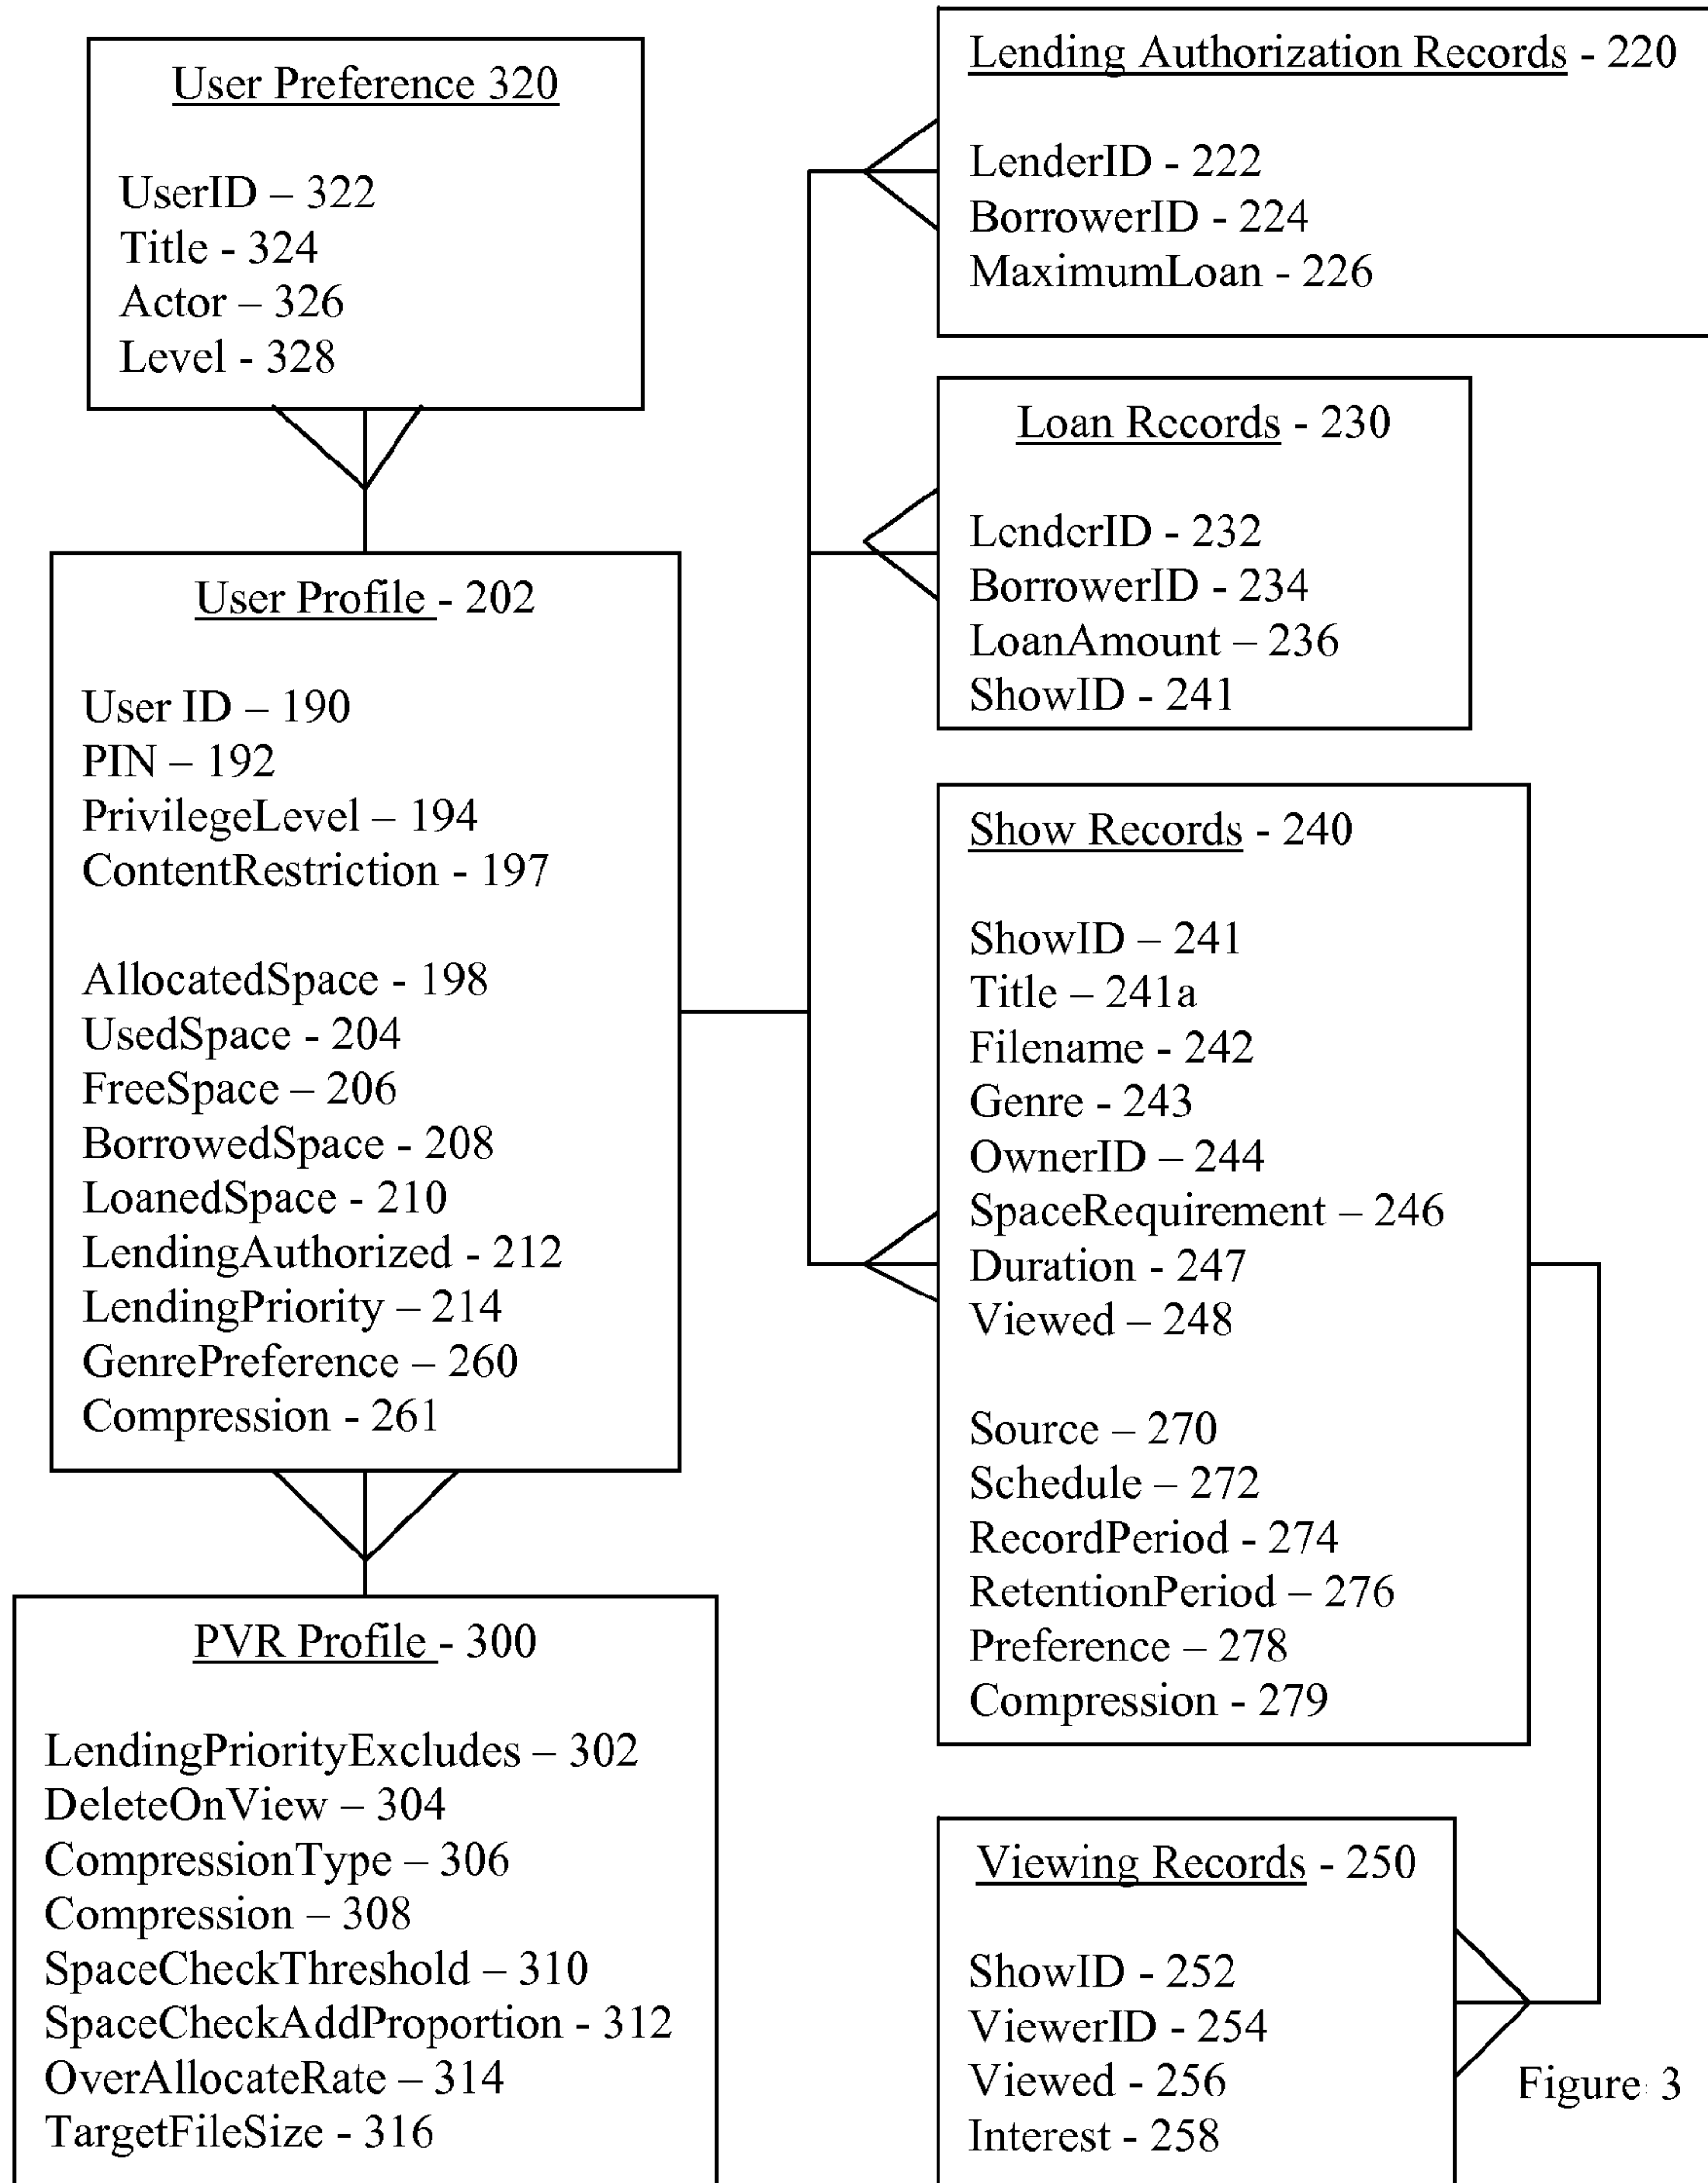 User Preference 320
UserID – 322
Title - 324
Actor – 326
Level - 328
User Profile - 202
User ID – 190
PIN – 192
PrivilegeLevel – 194
ContentRestriction - 197
AllocatedSpace - 198
UsedSpace - 204
FreeSpace – 206
BorrowedSpace - 208
LoanedSpace - 210
LendingAuthorized - 212
LendingPriority – 214
GenrePreference – 260
Compression - 261
PVR Profile - 300
LendingPriorityExcludes – 302
DeleteOnView – 304
CompressionType – 306
Compression – 308
SpaceCheckThreshold – 310
SpaceCheckAddProportion - 312
OverAllocateRate – 314
TargetFileSize - 316
Lending Authorization Records - 220
LenderID - 222
BorrowerID - 224
MaximumLoan - 226
Loan Records - 230
LenderID - 232
BorrowerID - 234
LoanAmount – 236
ShowID - 241
Show Records - 240
ShowID – 241
Title – 241a
Filename - 242
Genre - 243
OwnerID – 244
SpaceRequirement – 246
Duration - 247
Viewed – 248
Source – 270
Schedule – 272
RecordPeriod - 274
RetentionPeriod – 276
Preference – 278
Compression - 279
Viewing Records - 250
ShowID - 252
ViewerID - 254
Viewed - 256
Interest - 258
Figure 3